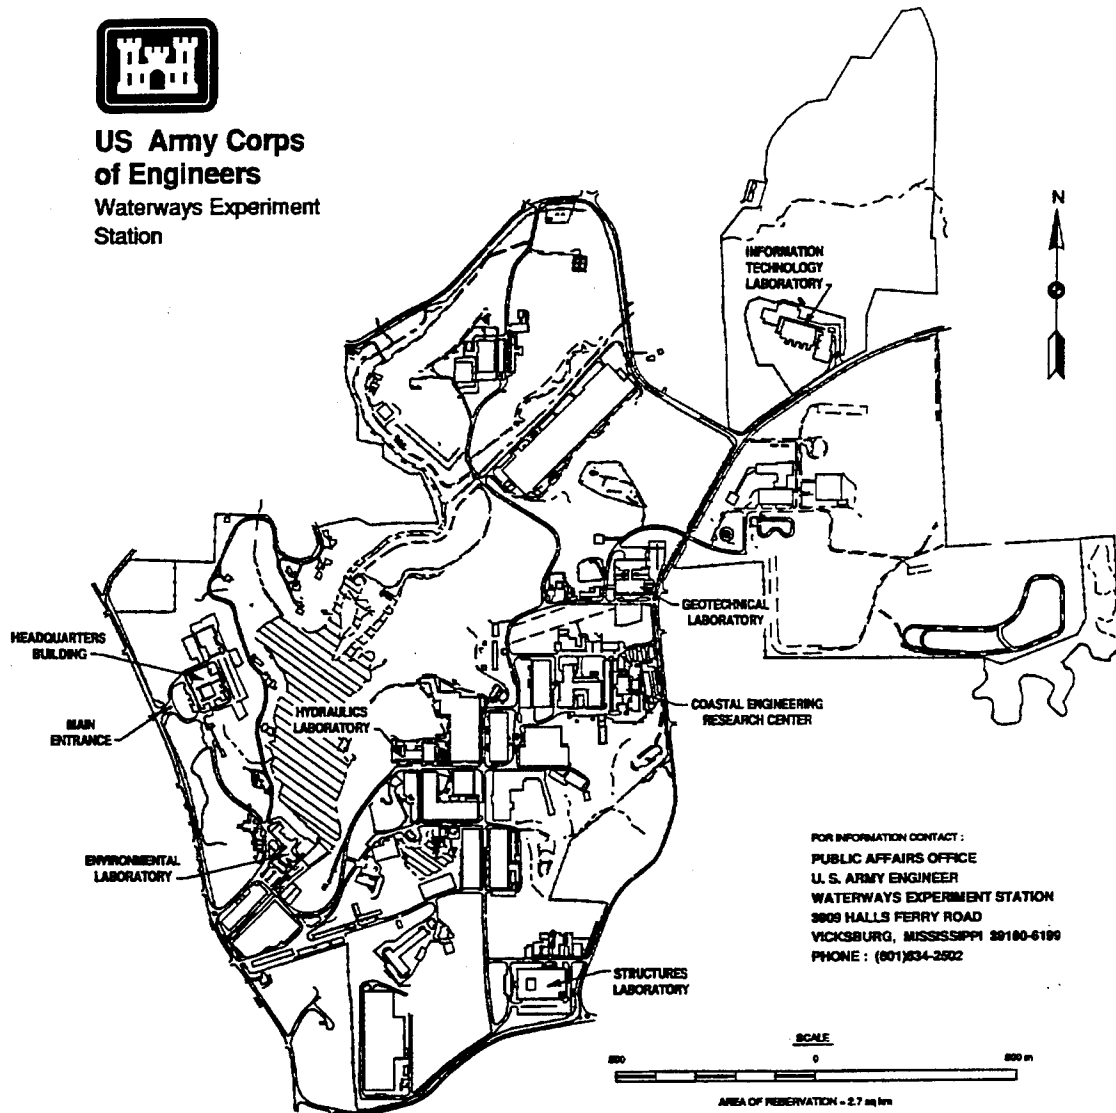 US Army Corps
of Engineers
Waterways Experiment
Station
N
INFORMATION
TECHNOLOGY
LABORATORY
GEOTECHNICAL
LABORATORY
HEADQUARTERS
BUILDING
MAIN
ENTRANCE
HYDRAULICS
LABORATORY
COASTAL ENGINEERING
RESEARCH CENTER
ENVIRONMENTAL
LABORATORY
STRUCTURES
LABORATORY
FOR INFORMATION CONTACT :
PUBLIC AFFAIRS OFFICE
U. S. ARMY ENGINEER
WATERWAYS EXPERIMENT STATION
3909 HALLS FERRY ROAD
VICKSBURG, MISSISSIPPI 39180-6199
PHONE : (601)634-2502
SCALE
0
AREA OF RESERVATION = 2.7 sq km